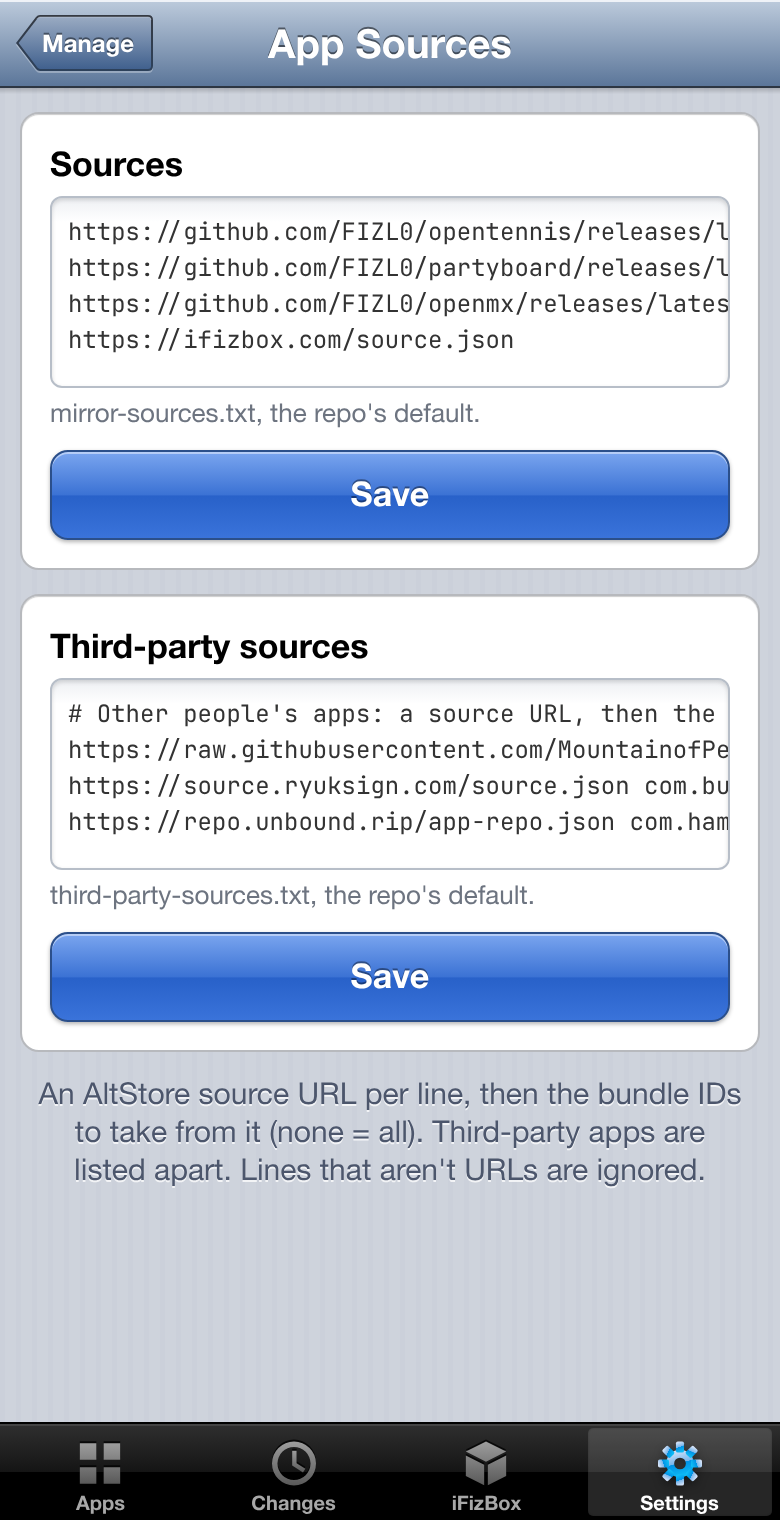 Manage
App Sources
Sources
https://github.com/FIZL0/opentennis/releases/l
https://github.com/FIZL0/partyboard/releases/l
https://github.com/FIZL0/openmx/releases/lates
https://ifizbox.com/source.json
mirror-sources.txt, the repo's default.
Save
Third-party sources
# Other people's apps: a source URL, then the
https://raw.githubusercontent.com/MountainofPe
https://source.ryuksign.com/source.json com.bu
https://repo.unbound.rip/app-repo.json com.ham
third-party-sources.txt, the repo's default.
Save
An AltStore source URL per line, then the bundle IDs
to take from it (none = all). Third-party apps are
listed apart. Lines that aren't URLs are ignored.
Apps
Changes
iFizBox
Settings